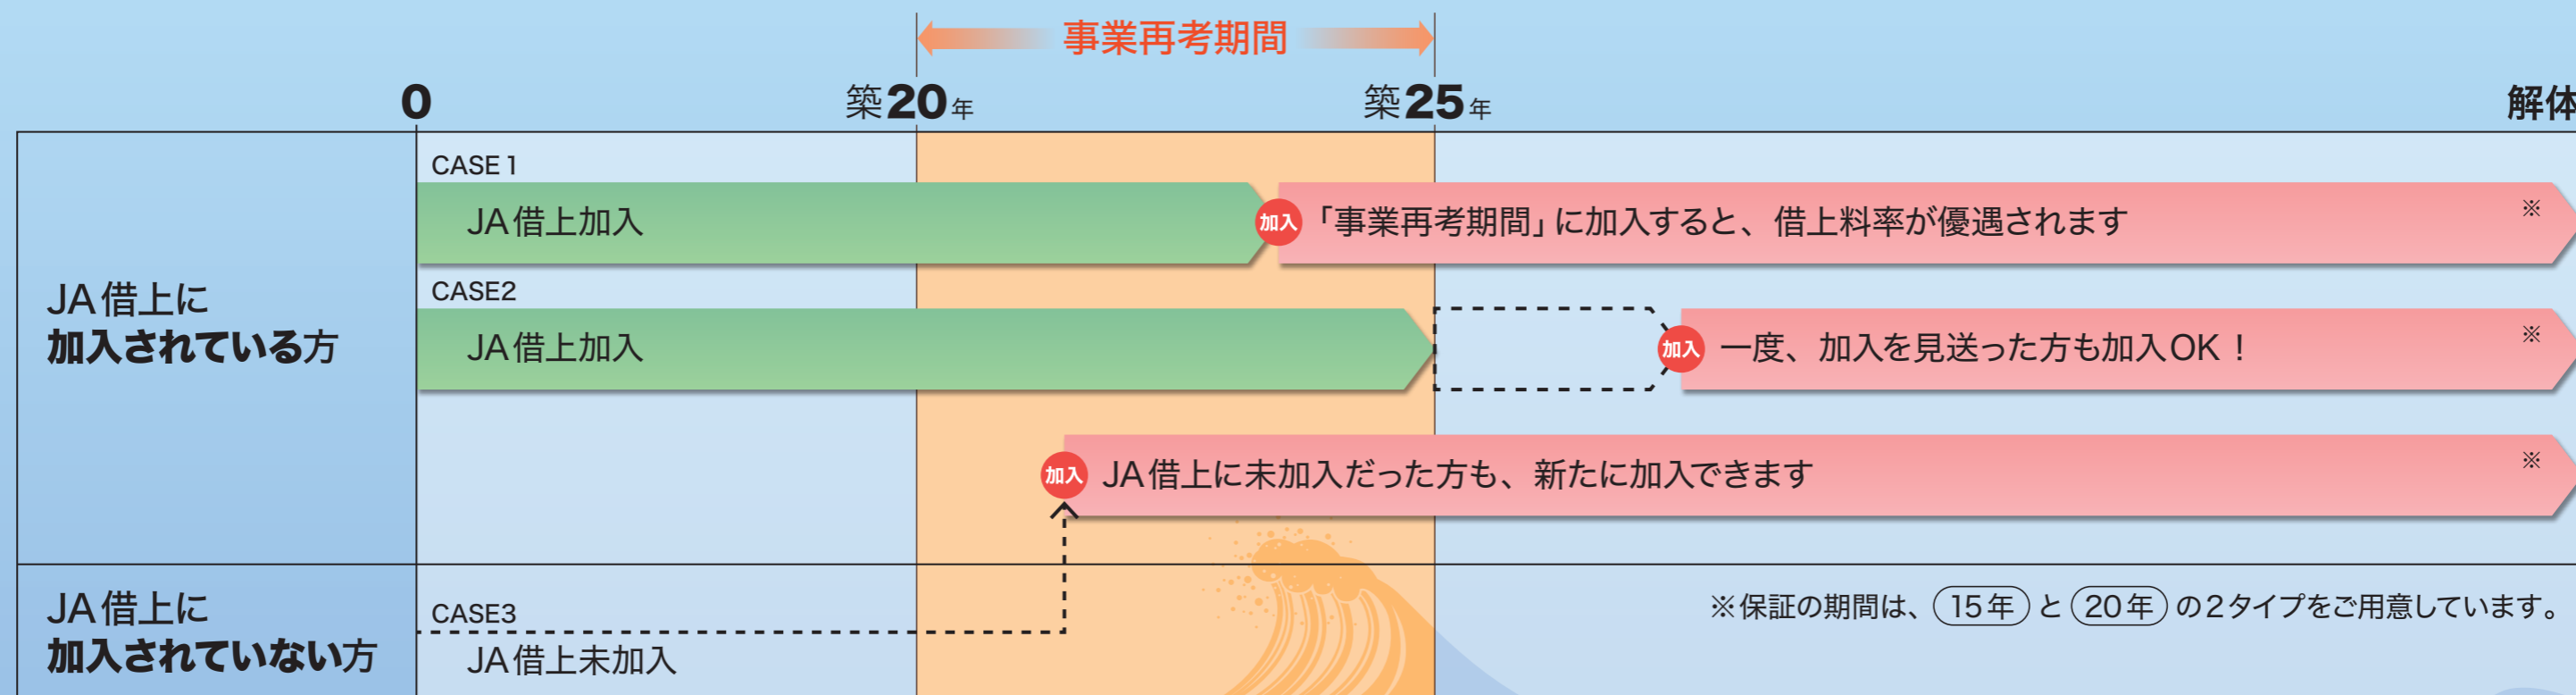 事業再考期間
0
築20年
築25年
解体
JA借上に
加入されている方
CASE1
JA借上加入
加入
「事業再考期間」に加入すると、借上料率が優遇されます
※
CASE2
JA借上加入
加入
一度、加入を見送った方も加入OK！
※
加入
JA借上に未加入だった方も、新たに加入できます
※
JA借上に
加入されていない方
CASE3
JA借上未加入
※保証の期間は、15年と20年の2タイプをご用意しています。